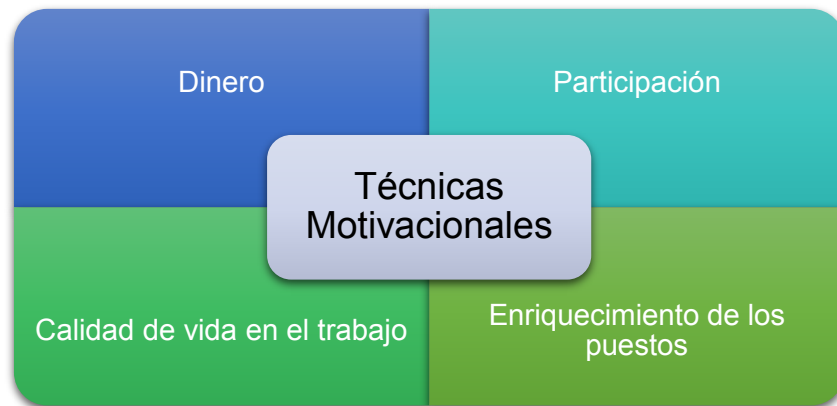 Dinero
Participación
Técnicas
Motivacionales
Calidad de vida en el trabajo
Enriquecimiento de los
puestos